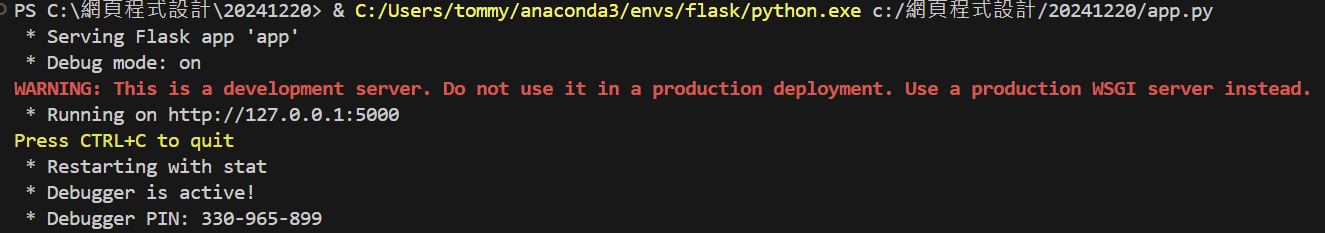 PS C:\網頁程式設計\20241220> & C:/Users/tommy/anaconda3/envs/flask/python.exe c:/網頁程式設計/20241220/app.py
 * Serving Flask app 'app'
 * Debug mode: on
WARNING: This is a development server. Do not use it in a production deployment. Use a production WSGI server instead.
 * Running on http://127.0.0.1:5000
Press CTRL+C to quit
 * Restarting with stat
 * Debugger is active!
 * Debugger PIN: 330-965-899